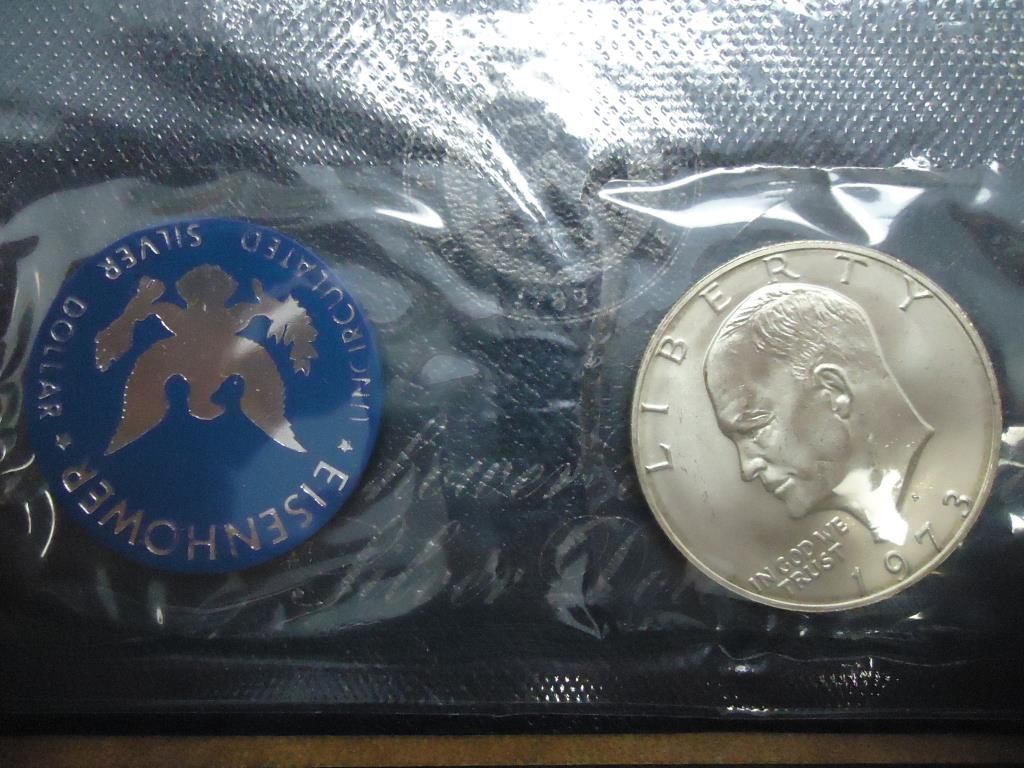 UNCIRCULATED SILVER DOLLAR
★ EISENHOWER ★
LIBERTY
IN GOD WE
TRUST
1973